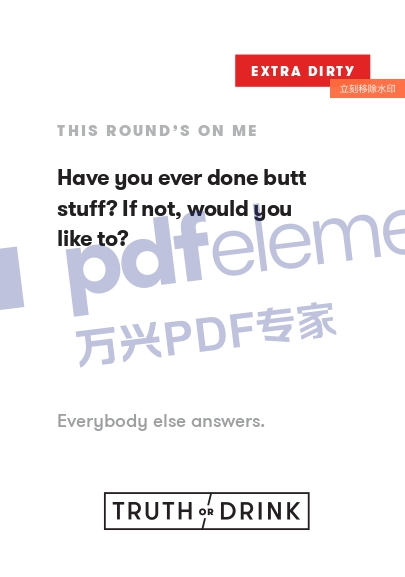 EXTRA DIRTY
立刻移除水印
THIS ROUND’S ON ME
Have you ever done butt
stuff? If not, would you
like to?
pdfeleme
万兴PDF专家
Everybody else answers.
TRUTH OR DRINK